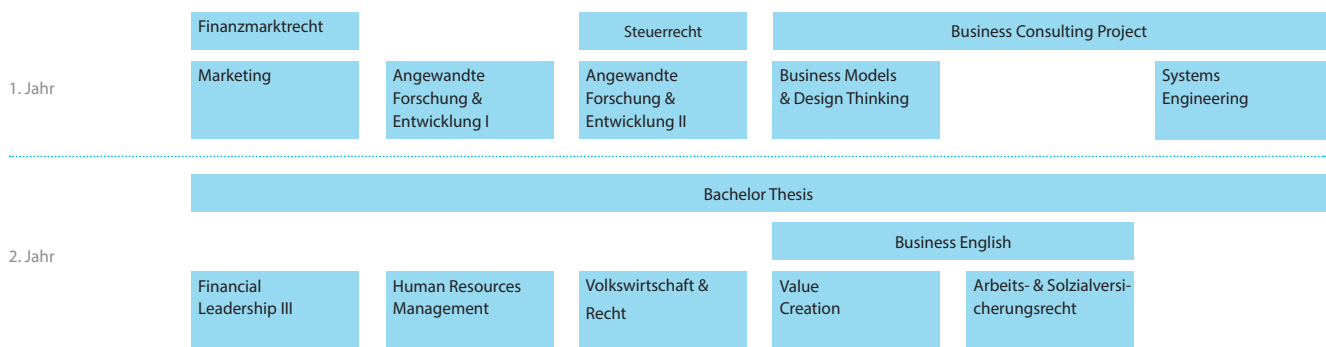 Finanzmarktrecht
Steuerrecht
Business Consulting Project
1. Jahr
Marketing
Angewandte
Forschung &
Entwicklung I
Angewandte
Forschung &
Entwicklung II
Business Models
& Design Thinking
Systems
Engineering
Bachelor Thesis
2. Jahr
Business English
Financial
Leadership III
Human Resources
Management
Volkswirtschaft &
Recht
Value
Creation
Arbeits- & Solzialversi-
cherungsrecht